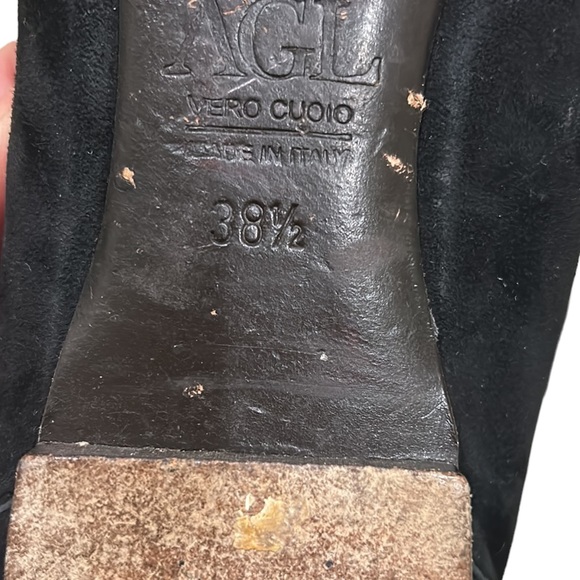 AGL
VERO CUOIO
MADE IN ITALY
38½